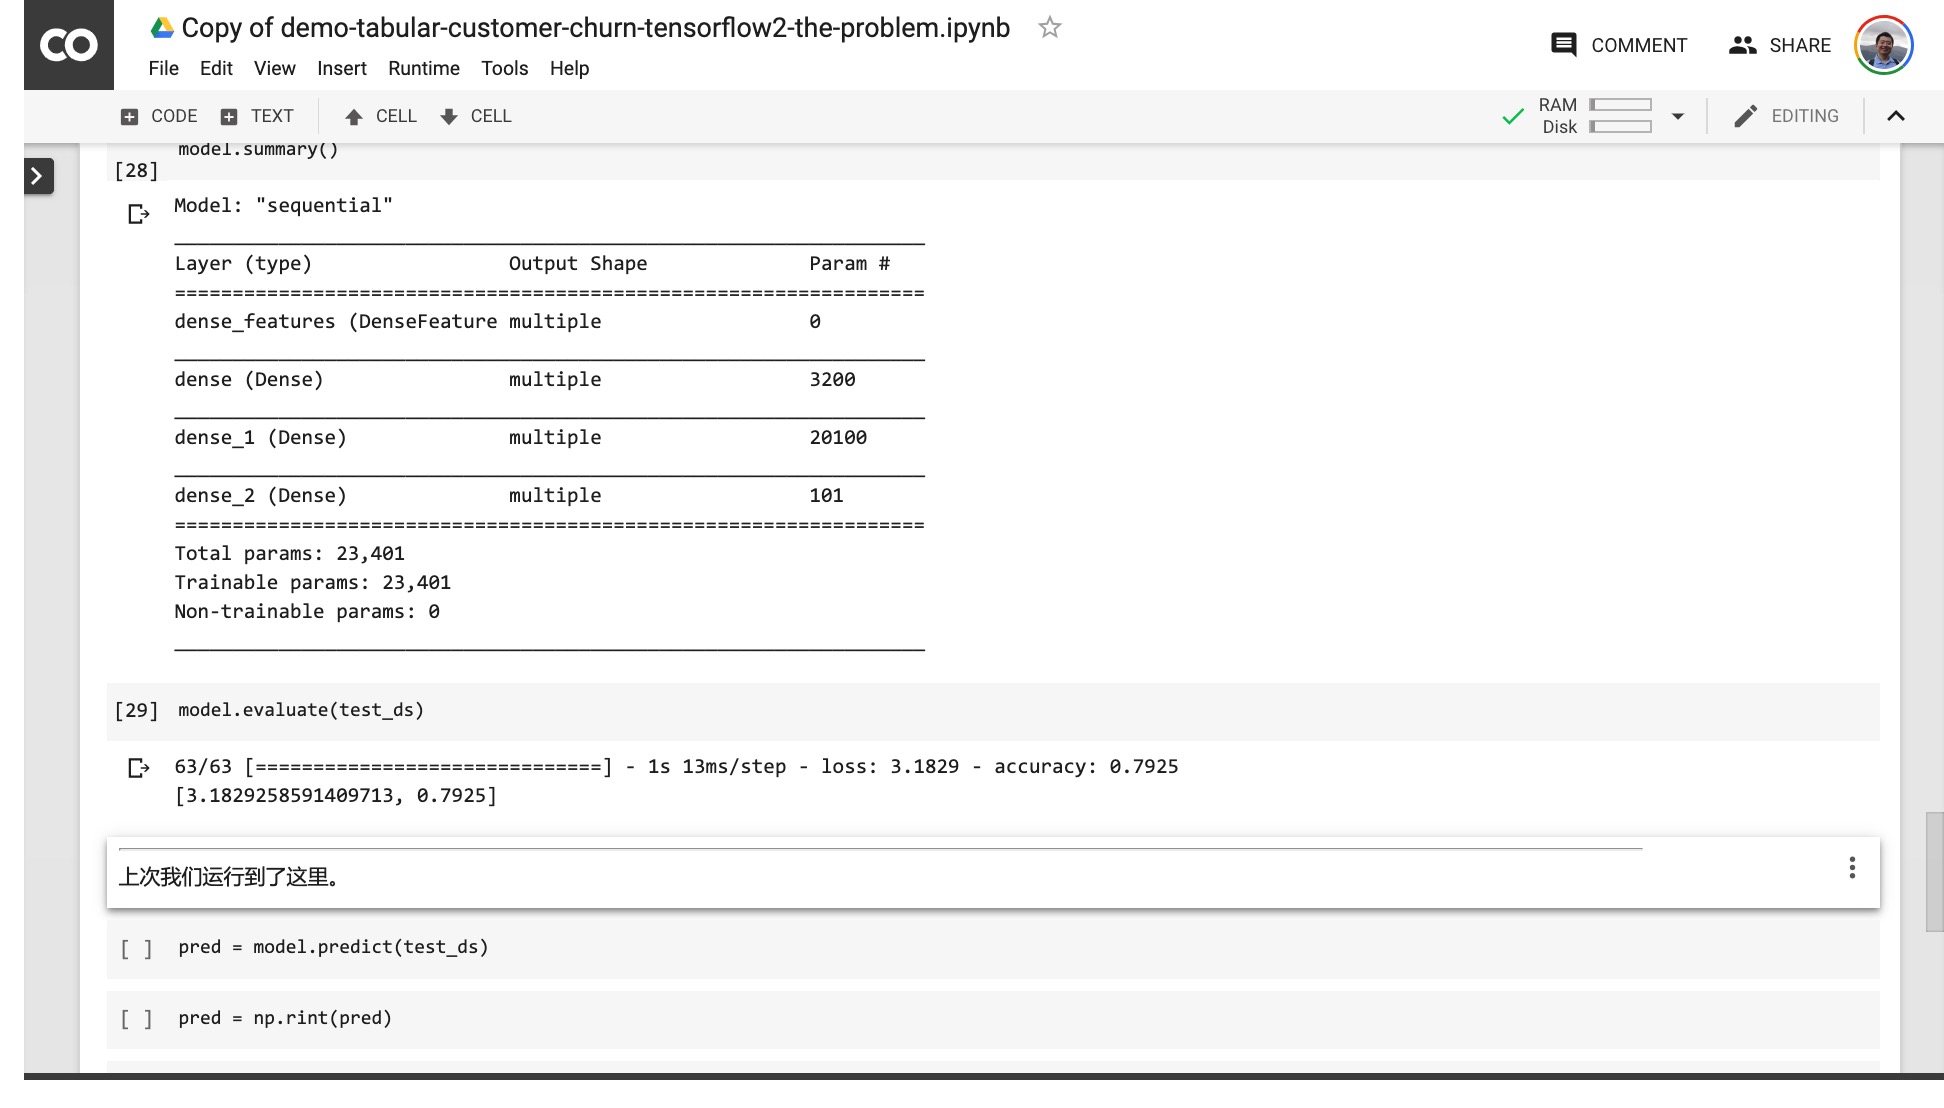 CO
Copy of demo-tabular-customer-churn-tensorflow2-the-problem.ipynb
File Edit View Insert Runtime Tools Help
COMMENT SHARE
CODE TEXT CELL CELL
RAM
Disk
EDITING
model.summary()
[28]
Model: "sequential"
_________________________________________________________________
Layer (type) Output Shape Param #
=================================================================
dense_features (DenseFeature multiple 0
_________________________________________________________________
dense (Dense) multiple 3200
_________________________________________________________________
dense_1 (Dense) multiple 20100
_________________________________________________________________
dense_2 (Dense) multiple 101
=================================================================
Total params: 23,401
Trainable params: 23,401
Non-trainable params: 0
_________________________________________________________________
[29] model.evaluate(test_ds)
63/63 [==============================] - 1s 13ms/step - loss: 3.1829 - accuracy: 0.7925
[3.1829258591409713, 0.7925]
上次我们运行到了这里。
[ ] pred = model.predict(test_ds)
[ ] pred = np.rint(pred)